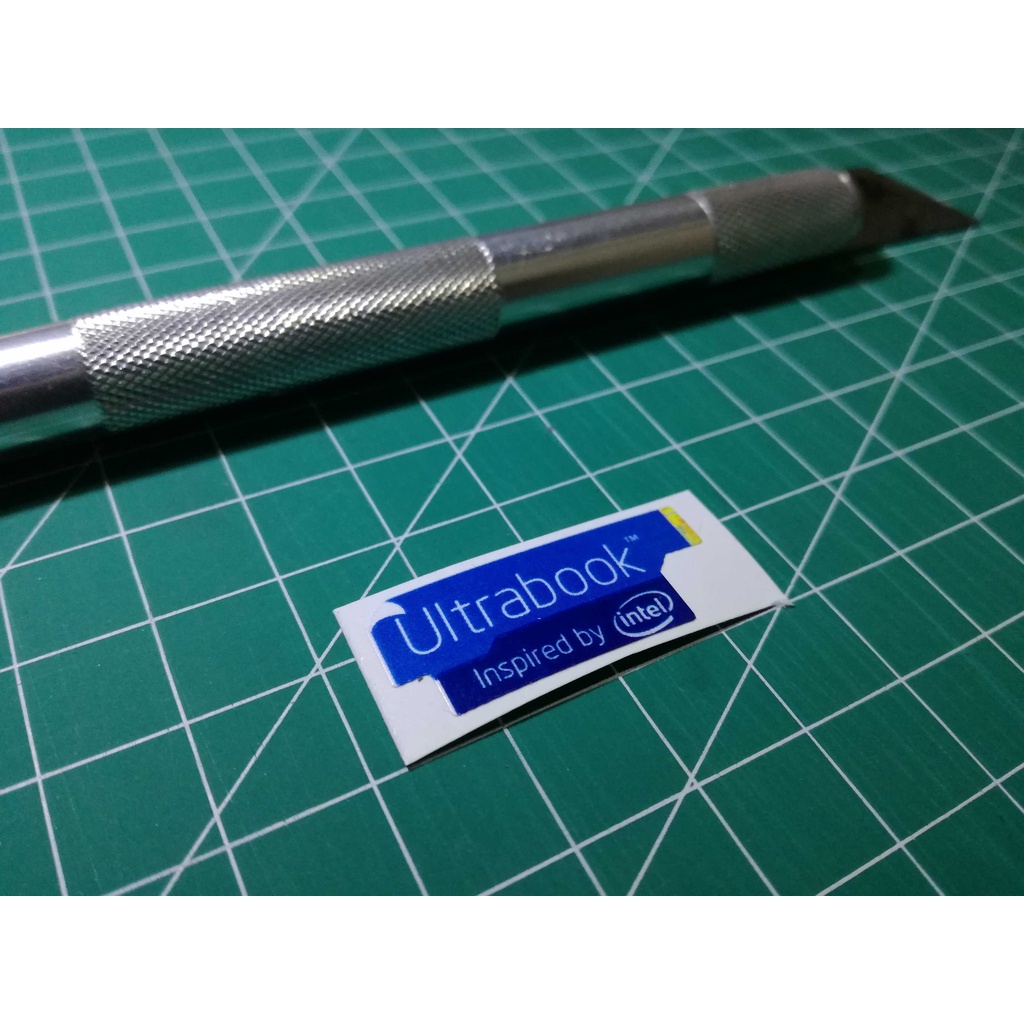 Ultrabook™
Inspired by intel